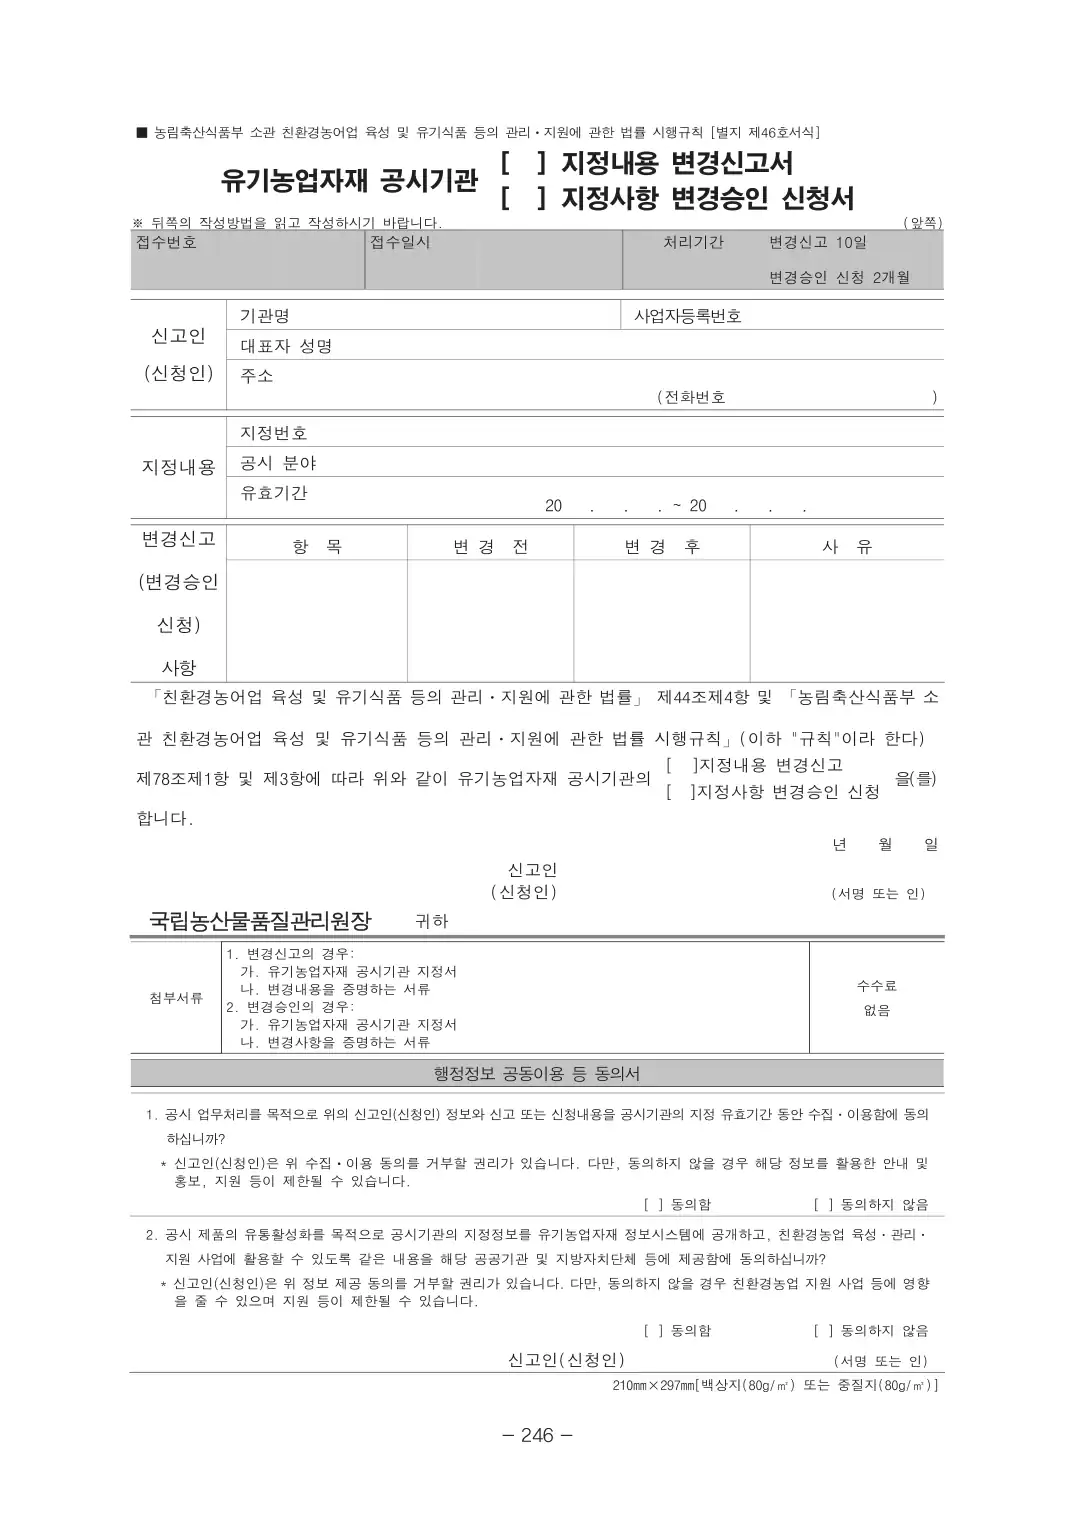 ■ 농림축산식품부 소관 친환경농어업 육성 및 유기식품 등의 관리·지원에 관한 법률 시행규칙 [별지 제46호서식]
유기농업자재 공시기관 [ ] 지정내용 변경신고서
[ ] 지정사항 변경승인 신청서
※ 뒤쪽의 작성방법을 읽고 작성하시기 바랍니다. (앞쪽)
접수번호 접수일시 처리기간 변경신고 10일
변경승인 신청 2개월
신고인
(신청인)
기관명 사업자등록번호
대표자 성명
주소
(전화번호 )
지정내용
지정번호
공시 분야
유효기간
20 . . . ~ 20 . . .
변경신고
(변경승인
신청)
사항
항 목 변 경 전 변 경 후 사 유
「친환경농어업 육성 및 유기식품 등의 관리·지원에 관한 법률」 제44조제4항 및 「농림축산식품부 소
관 친환경농어업 육성 및 유기식품 등의 관리·지원에 관한 법률 시행규칙」(이하 "규칙"이라 한다)
제78조제1항 및 제3항에 따라 위와 같이 유기농업자재 공시기관의 [ ]지정내용 변경신고 을(를)
[ ]지정사항 변경승인 신청
합니다.
년 월 일
신고인
(신청인) (서명 또는 인)
국립농산물품질관리원장 귀하
첨부서류
1. 변경신고의 경우:
가. 유기농업자재 공시기관 지정서
나. 변경내용을 증명하는 서류
2. 변경승인의 경우:
가. 유기농업자재 공시기관 지정서
나. 변경사항을 증명하는 서류
수수료
없음
행정정보 공동이용 등 동의서
1. 공시 업무처리를 목적으로 위의 신고인(신청인) 정보와 신고 또는 신청내용을 공시기관의 지정 유효기간 동안 수집·이용함에 동의
하십니까?
* 신고인(신청인)은 위 수집·이용 동의를 거부할 권리가 있습니다. 다만, 동의하지 않을 경우 해당 정보를 활용한 안내 및
홍보, 지원 등이 제한될 수 있습니다.
[ ] 동의함 [ ] 동의하지 않음
2. 공시 제품의 유통활성화를 목적으로 공시기관의 지정정보를 유기농업자재 정보시스템에 공개하고, 친환경농업 육성·관리·
지원 사업에 활용할 수 있도록 같은 내용을 해당 공공기관 및 지방자치단체 등에 제공함에 동의하십니까?
* 신고인(신청인)은 위 정보 제공 동의를 거부할 권리가 있습니다. 다만, 동의하지 않을 경우 친환경농업 지원 사업 등에 영향
을 줄 수 있으며 지원 등이 제한될 수 있습니다.
[ ] 동의함 [ ] 동의하지 않음
신고인(신청인) (서명 또는 인)
210㎜×297㎜[백상지(80g/㎡) 또는 중질지(80g/㎡)]
- 246 -